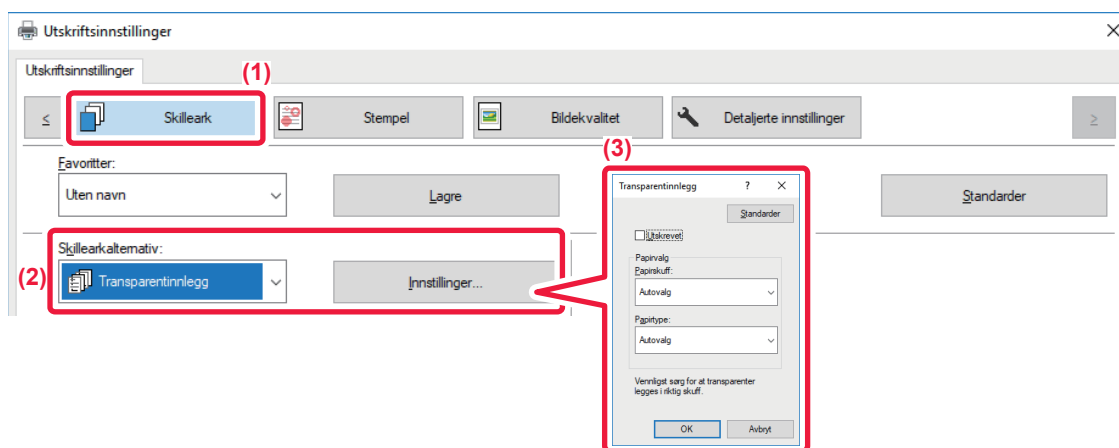 Utskriftsinnstillinger
Utskriftsinnstillinger
(1)
< Skilleark Stempel Bildekvalitet Detaljerte innstillinger >
(3)
Favoritter:
Uten navn Lagre Standarder
Skillearkalternativ:
(2) Transparentinnlegg Innstillinger...
Transparentinnlegg ? ×
Standarder
Utskrevet
Papirvalg
Papirskuff:
Autovalg
Papirtype:
Autovalg
Vennligst sørg for at transparenter
legges i riktig skuff.
OK Avbryt